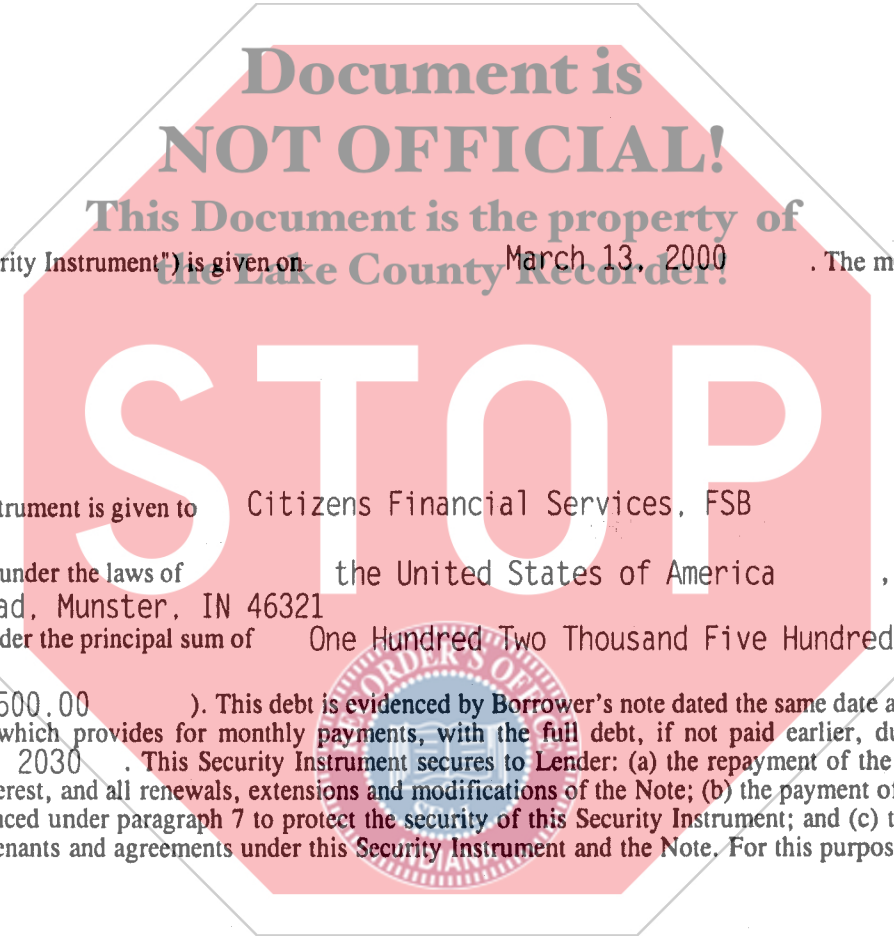 Document is
NOT OFFICIAL!
This Document is the property of
the Lake County Recorder!
rity Instrument") is given on March 13, 2000 . The m
STOP
trument is given to Citizens Financial Services, FSB
under the laws of the United States of America ,
ad, Munster, IN 46321
der the principal sum of One Hundred Two Thousand Five Hundred
500.00 ). This debt is evidenced by Borrower's note dated the same date a
which provides for monthly payments, with the full debt, if not paid earlier, du
2030 . This Security Instrument secures to Lender: (a) the repayment of the
erest, and all renewals, extensions and modifications of the Note; (b) the payment of
nced under paragraph 7 to protect the security of this Security Instrument; and (c) t
enants and agreements under this Security Instrument and the Note. For this purpos
RECORDER'S OFFICE
SEAL
INDIANA